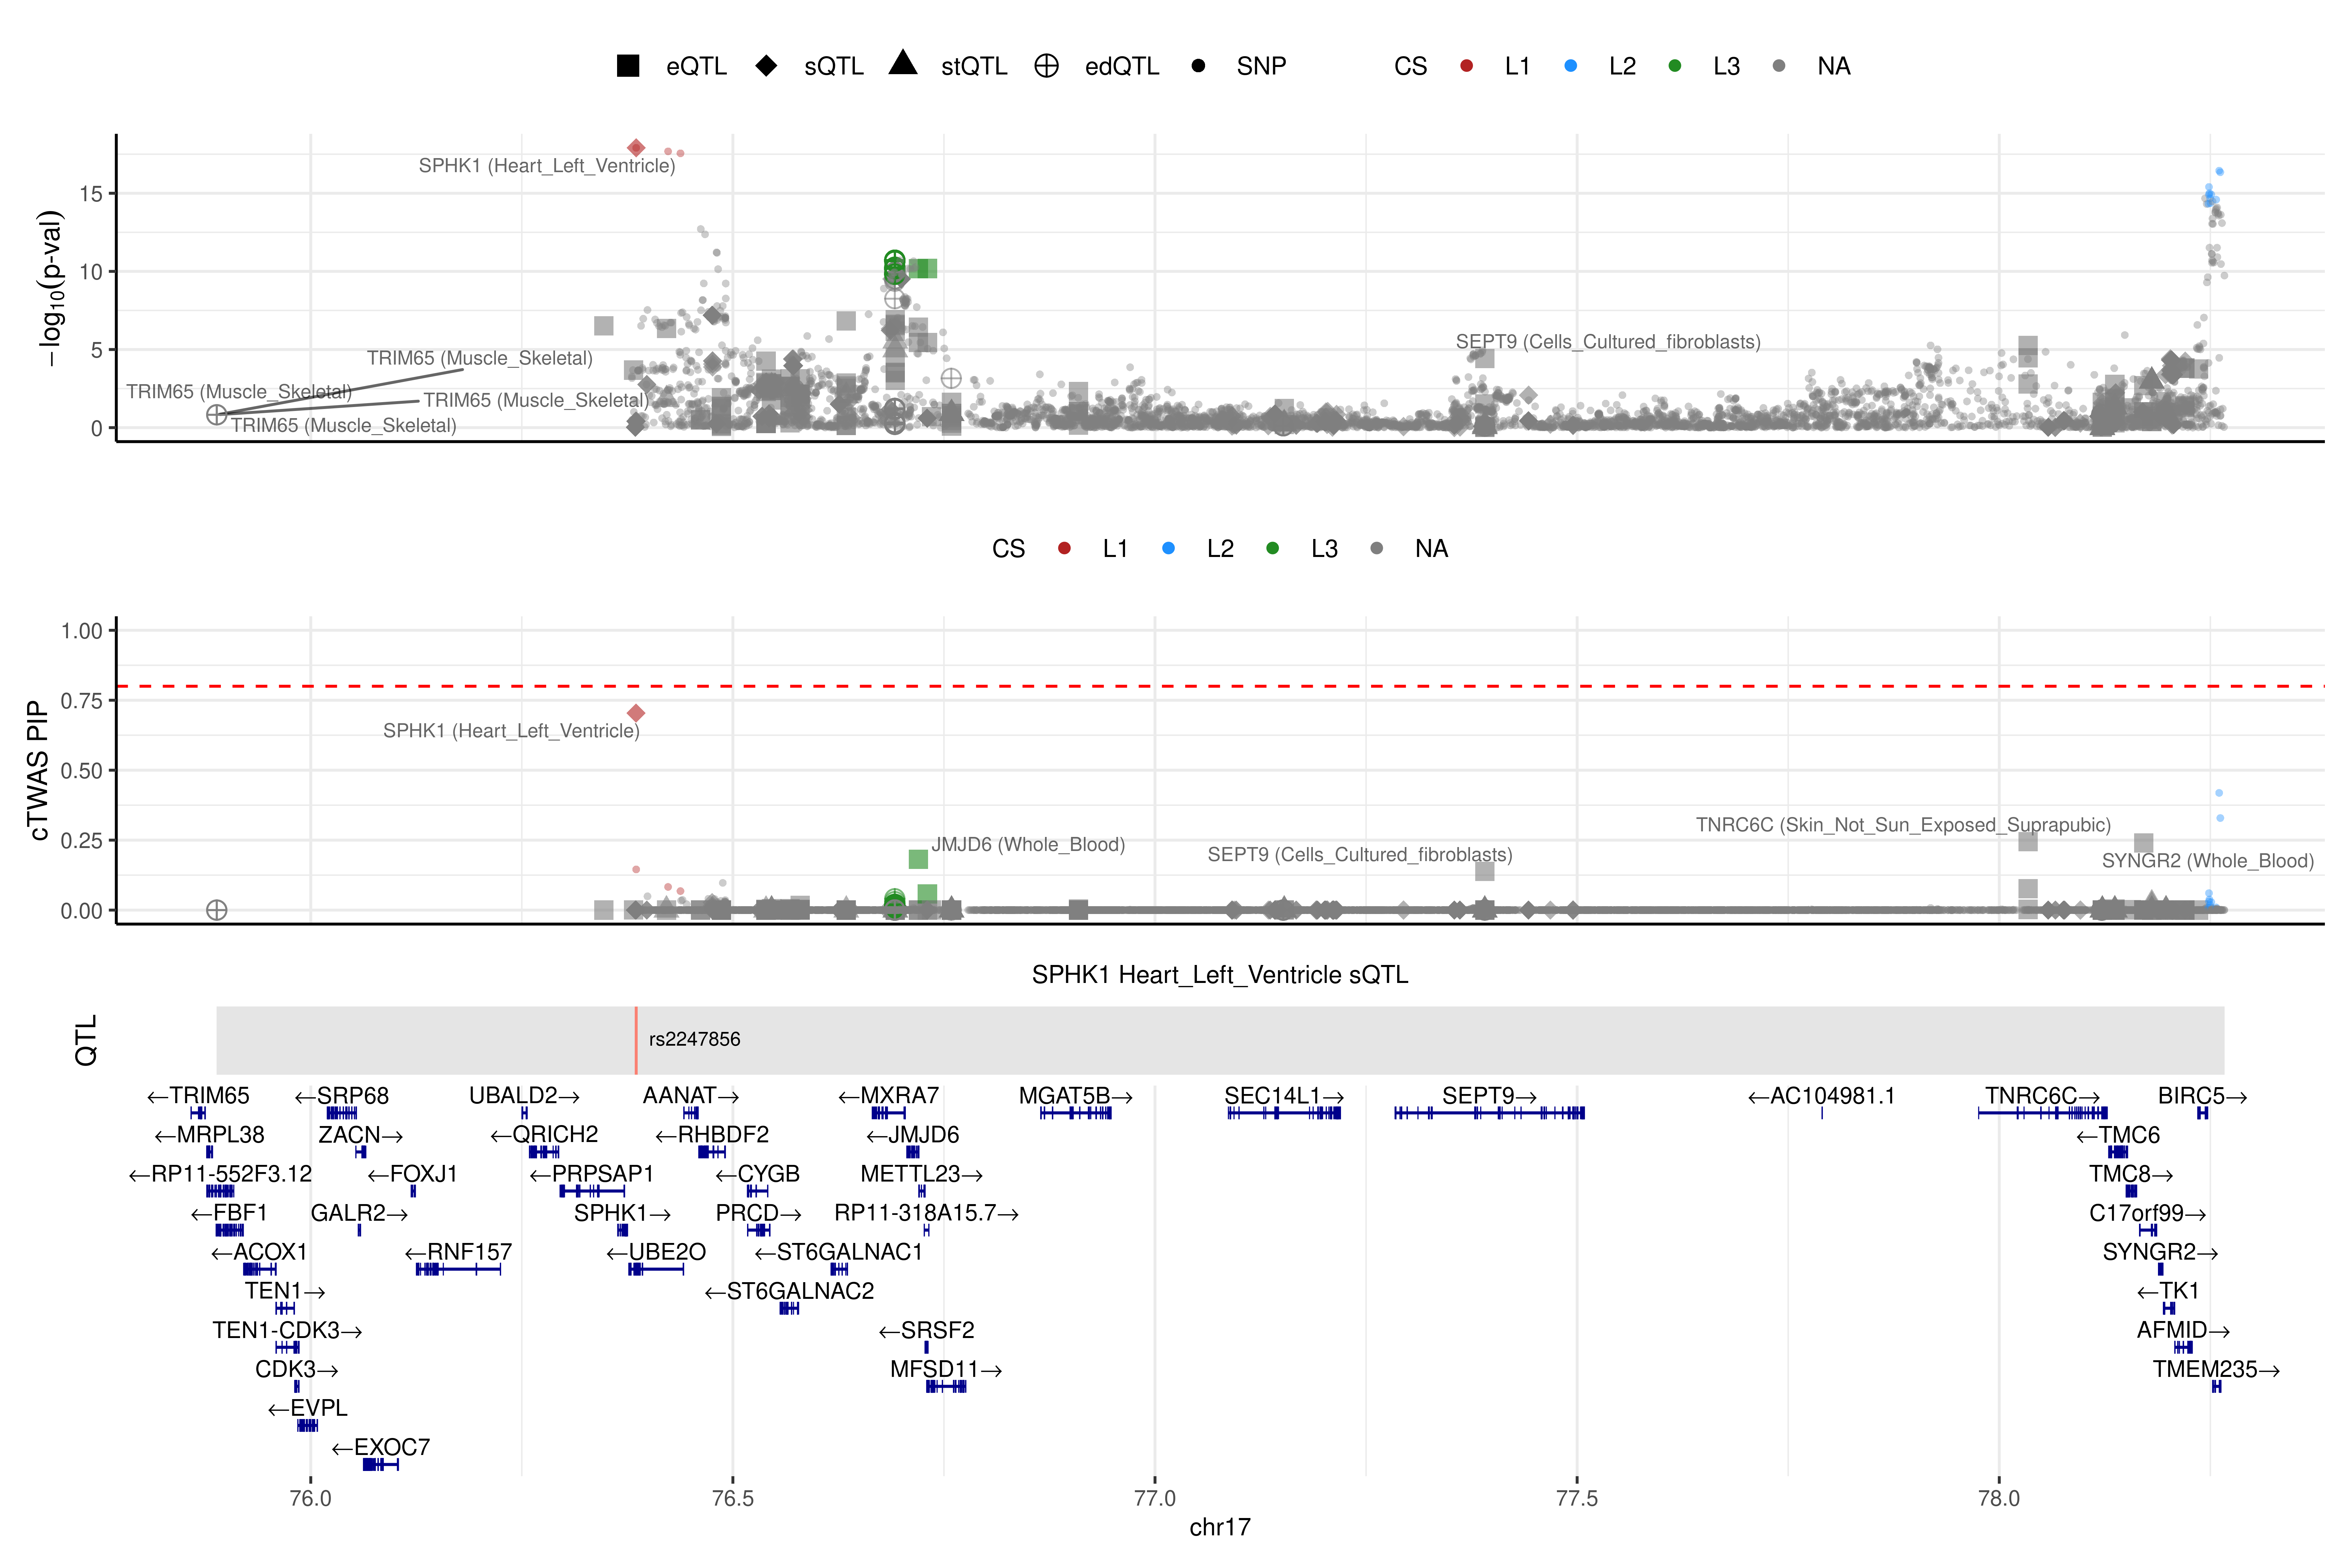 eQTL sQTL stQTL edQTL SNP CS L1 L2 L3 NA
−log10(p-val)
15
10
5
0
SPHK1 (Heart_Left_Ventricle)
SEPT9 (Cells_Cultured_fibroblasts)
TRIM65 (Muscle_Skeletal)
TRIM65 (Muscle_Skeletal)
TRIM65 (Muscle_Skeletal)
TRIM65 (Muscle_Skeletal)
CS L1 L2 L3 NA
cTWAS PIP
1.00
0.75
0.50
0.25
0.00
SPHK1 (Heart_Left_Ventricle)
TNRC6C (Skin_Not_Sun_Exposed_Suprapubic)
JMJD6 (Whole_Blood)
SEPT9 (Cells_Cultured_fibroblasts)
SYNGR2 (Whole_Blood)
SPHK1 Heart_Left_Ventricle sQTL
QTL
rs2247856
←TRIM65 ←SRP68 UBALD2→ AANAT→ ←MXRA7 MGAT5B→ SEC14L1→ SEPT9→ ←AC104981.1 TNRC6C→ BIRC5→
←MRPL38 ZACN→ ←QRICH2 ←RHBDF2 ←JMJD6 ←TMC6
←RP11-552F3.12 ←FOXJ1 ←PRPSAP1 ←CYGB METTL23→ TMC8→
←FBF1 GALR2→ SPHK1→ PRCD→ RP11-318A15.7→ C17orf99→
←ACOX1 ←RNF157 ←UBE2O ←ST6GALNAC1 SYNGR2→
TEN1→ ←ST6GALNAC2 ←TK1
TEN1-CDK3→ ←SRSF2 AFMID→
CDK3→ MFSD11→ TMEM235→
←EVPL
←EXOC7
76.0 76.5 77.0 77.5 78.0
chr17